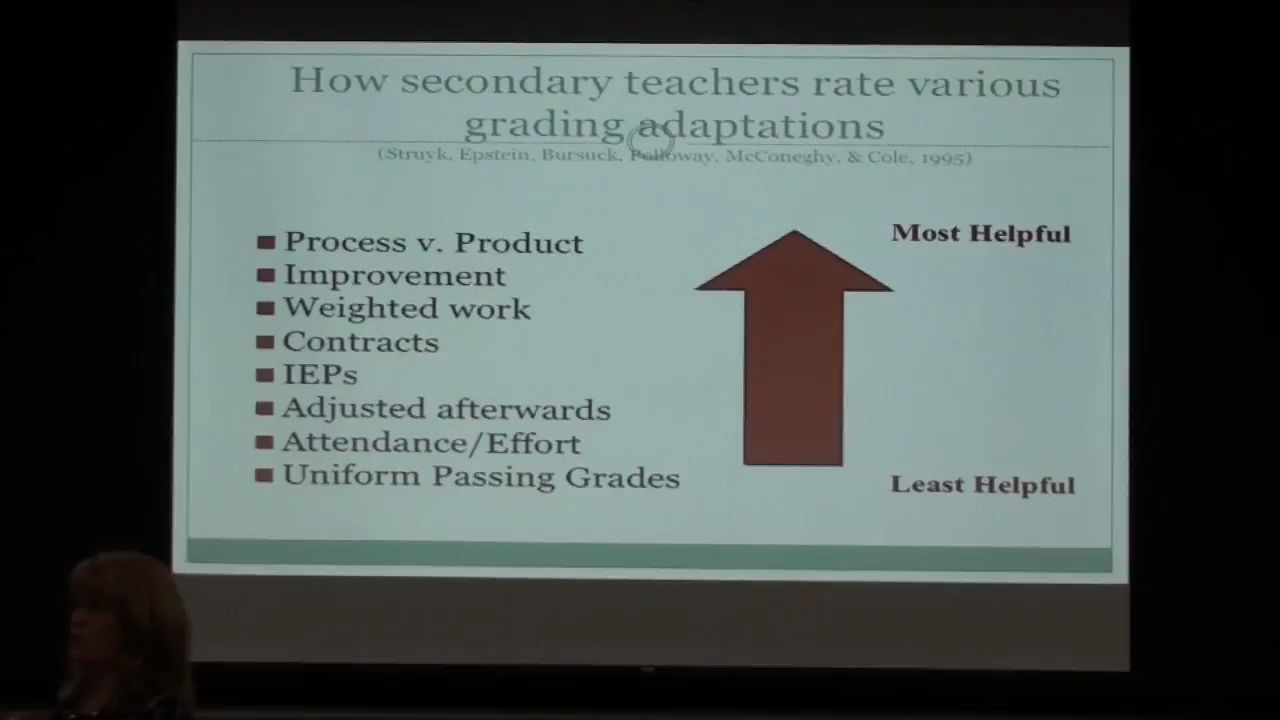 How secondary teachers rate various
grading adaptations
(Struyk, Epstein, Bursuck, Polloway, McConeghy, & Cole, 1995)
Process v. Product
Improvement
Weighted work
Contracts
IEPs
Adjusted afterwards
Attendance/Effort
Uniform Passing Grades
Most Helpful
Least Helpful